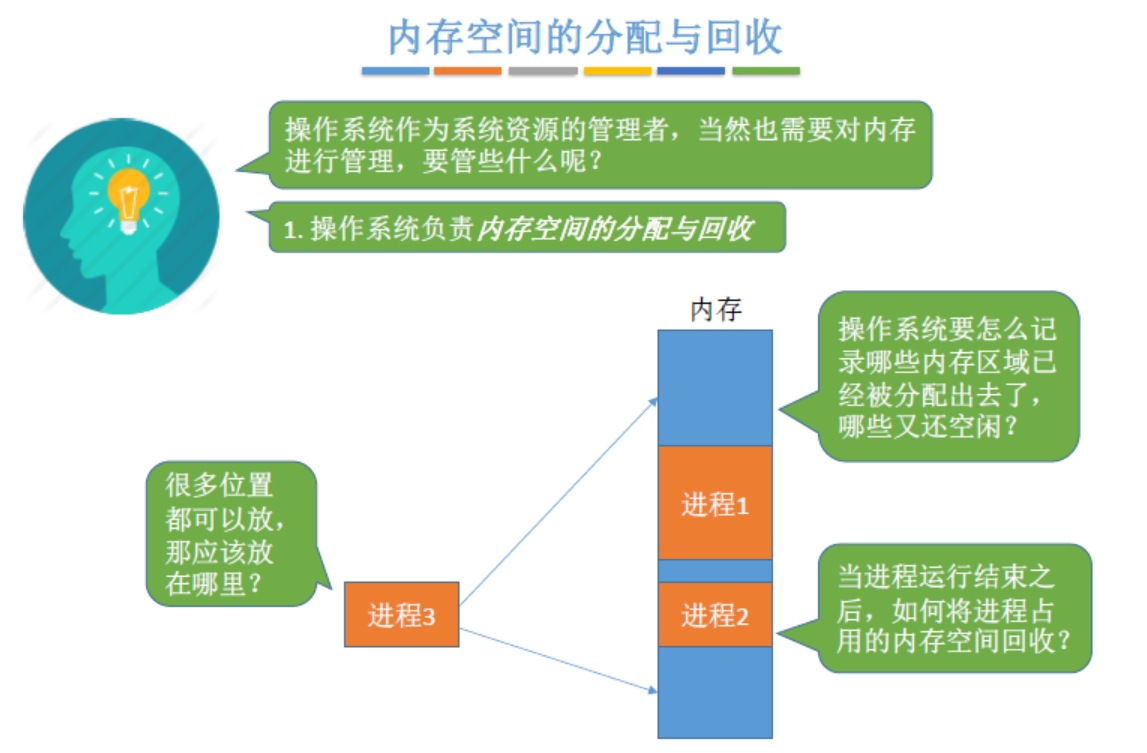 内存空间的分配与回收
操作系统作为系统资源的管理者，当然也需要对内存
进行管理，要管些什么呢？
1. 操作系统负责内存空间的分配与回收
内存
操作系统要怎么记
录哪些内存区域已
经被分配出去了，
哪些又还空闲？
很多位置
都可以放，
那应该放
在哪里？
进程1
进程3
进程2
当进程运行结束之
后，如何将进程占
用的内存空间回收？